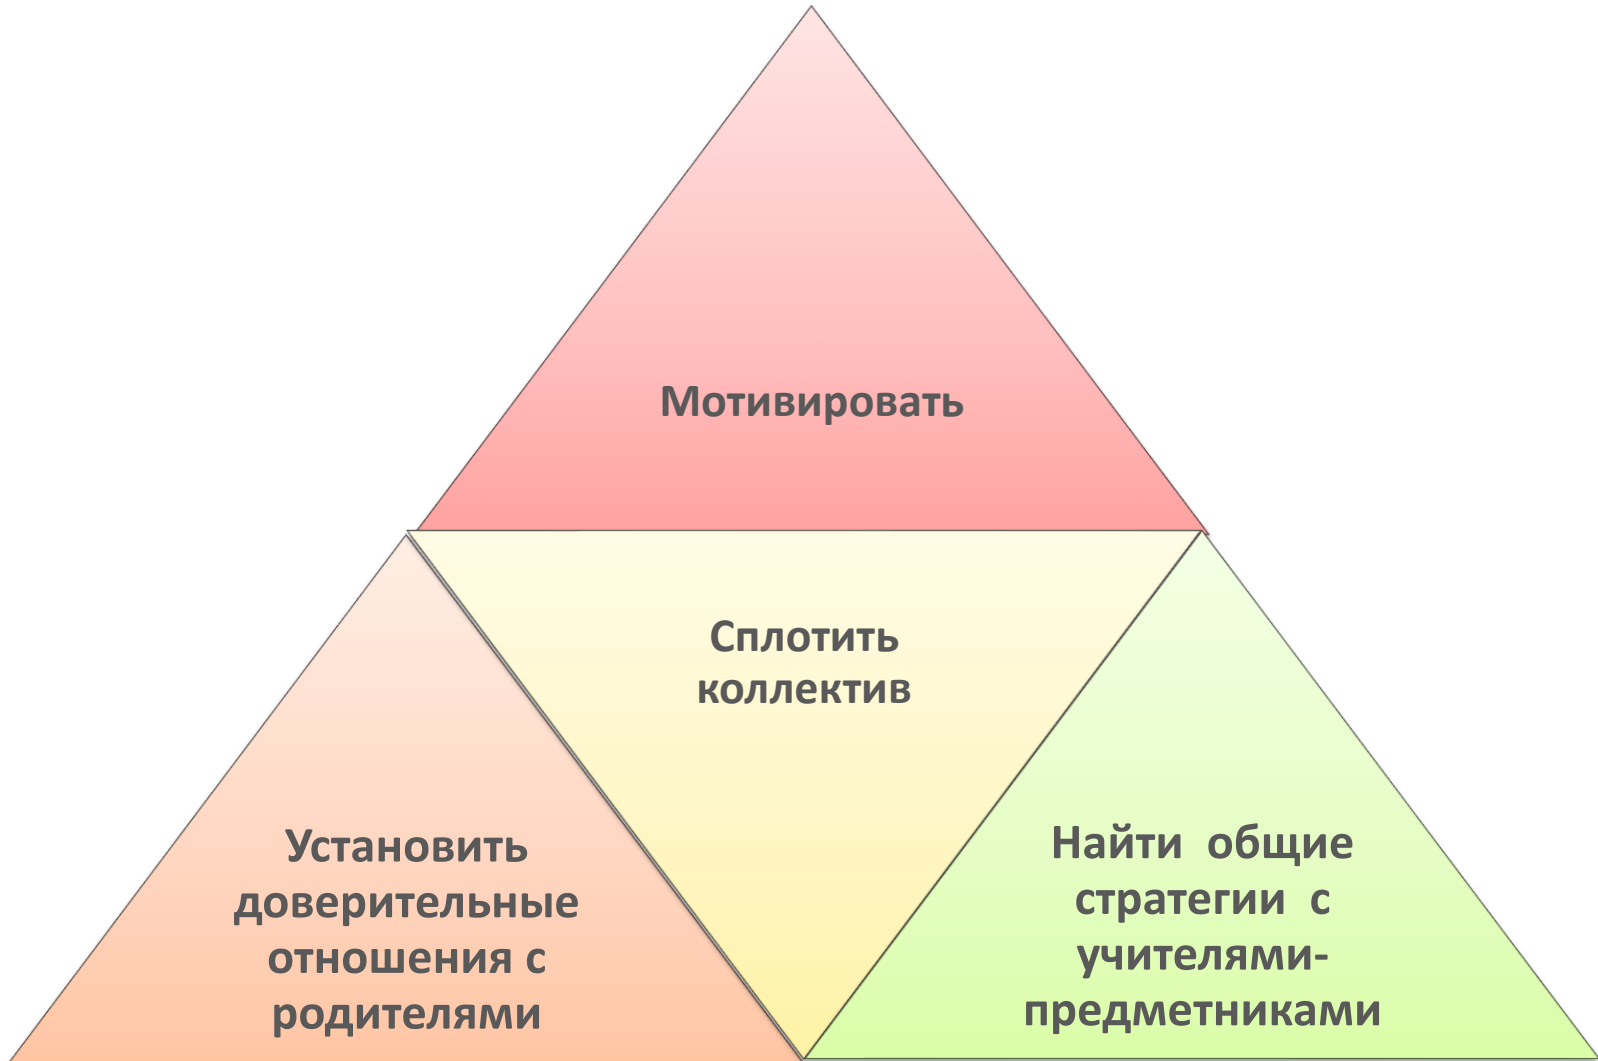 Мотивировать
Сплотить
коллектив
Установить
доверительные
отношения с
родителями
Найти общие
стратегии с
учителями-
предметниками